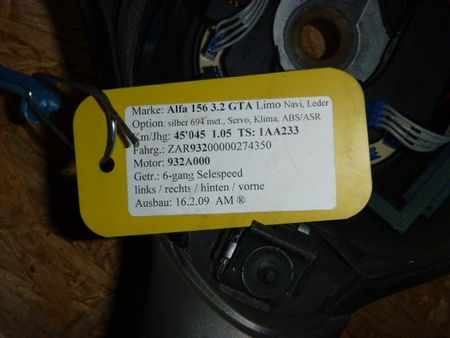 Marke: Alfa 156 3.2 GTA Limo Navi, Leder
Option: silber 694 met., Servo, Klima, ABS/ASR
Km/Jhg: 45'045 1.05 TS: 1AA233
Fahrg.: ZAR93200000274350
Motor: 932A000
Getr.: 6-gang Selespeed
links / rechts / hinten / vorne
Ausbau: 16.2.09 AM ®